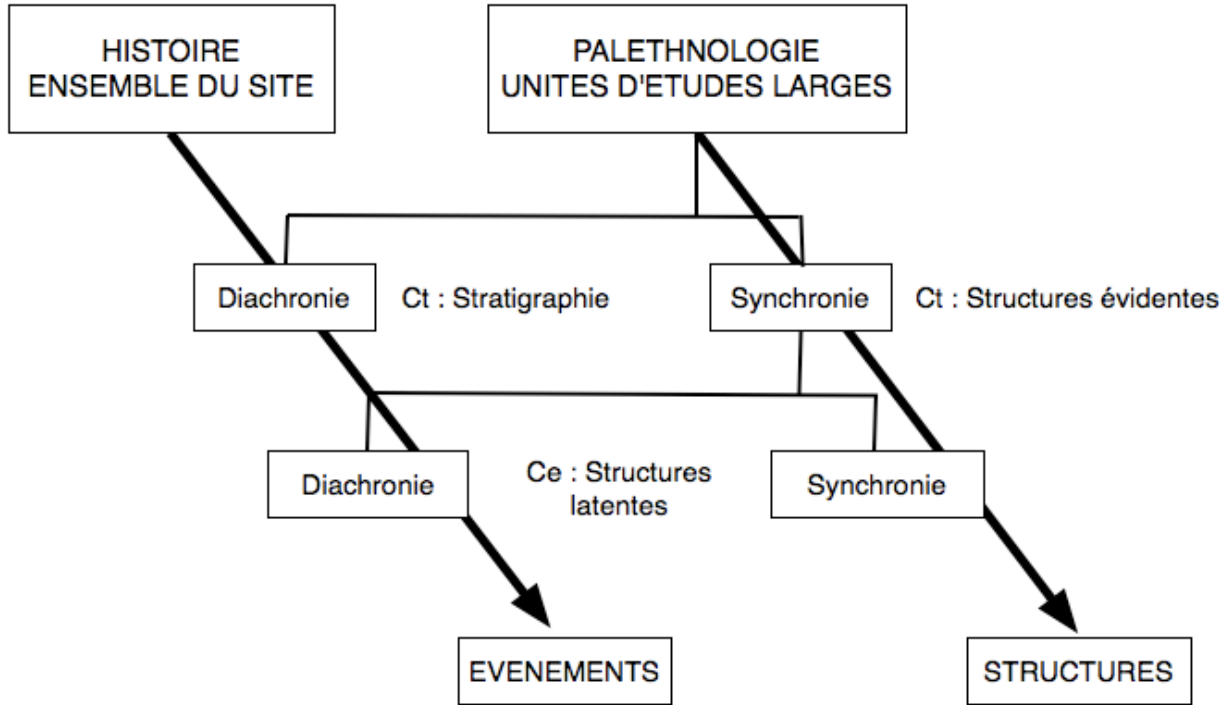 HISTOIRE
ENSEMBLE DU SITE
PALETHNOLOGIE
UNITES D'ETUDES LARGES
Diachronie
Ct : Stratigraphie
Synchronie
Ct : Structures évidentes
Diachronie
Ce : Structures
latentes
Synchronie
EVENEMENTS
STRUCTURES